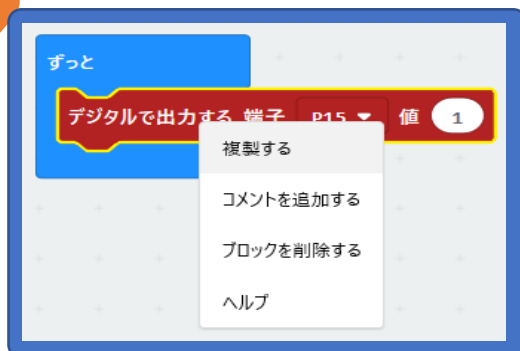 ずっと
デジタルで出力する 端子 P15 値 1
複製する
コメントを追加する
ブロックを削除する
ヘルプ